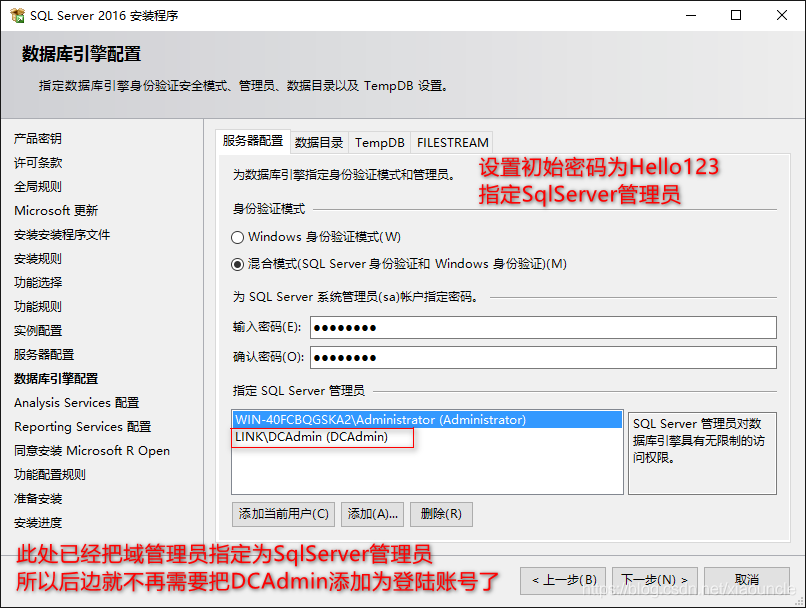 SQL Server 2016 安装程序
数据库引擎配置
指定数据库引擎身份验证安全模式、管理员、数据目录以及 TempDB 设置。
产品密钥
许可条款
全局规则
Microsoft 更新
安装安装程序文件
安装规则
功能选择
功能规则
实例配置
服务器配置
数据库引擎配置
Analysis Services 配置
Reporting Services 配置
同意安装 Microsoft R Open
功能配置规则
准备安装
安装进度
服务器配置 数据目录 TempDB FILESTREAM
为数据库引擎指定身份验证模式和管理员。
设置初始密码为Hello123
指定SqlServer管理员
身份验证模式
Windows 身份验证模式(W)
混合模式(SQL Server 身份验证和 Windows 身份验证)(M)
为 SQL Server 系统管理员(sa)帐户指定密码。
输入密码(E): ●●●●●●●●
确认密码(O): ●●●●●●●●
指定 SQL Server 管理员
WIN-40FCBQGSKA2\Administrator (Administrator)
LINK\DCAdmin (DCAdmin)
SQL Server 管理员对数
据库引擎具有无限制的访
问权限。
添加当前用户(C) 添加(A)... 删除(R)
此处已经把域管理员指定为SqlServer管理员
所以后边就不再需要把DCAdmin添加为登陆账号了
< 上一步(B) 下一步(N) > 取消
https://blog.csdn.net/xiaouncle